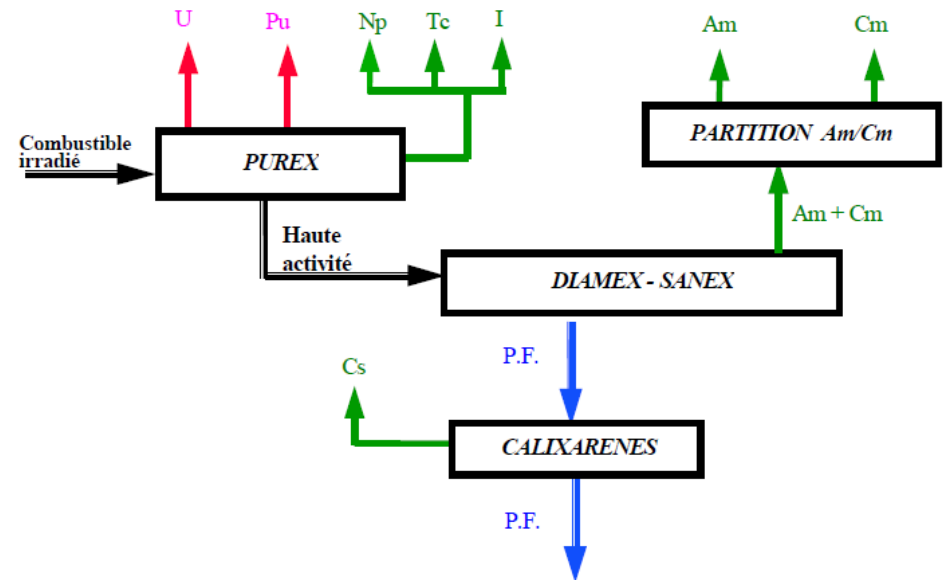 U
Pu
Np
Tc
I
Am
Cm
Combustible
irradié
PUREX
PARTITION Am/Cm
Am + Cm
Haute
activité
DIAMEX - SANEX
P.F.
Cs
CALIXARENES
P.F.